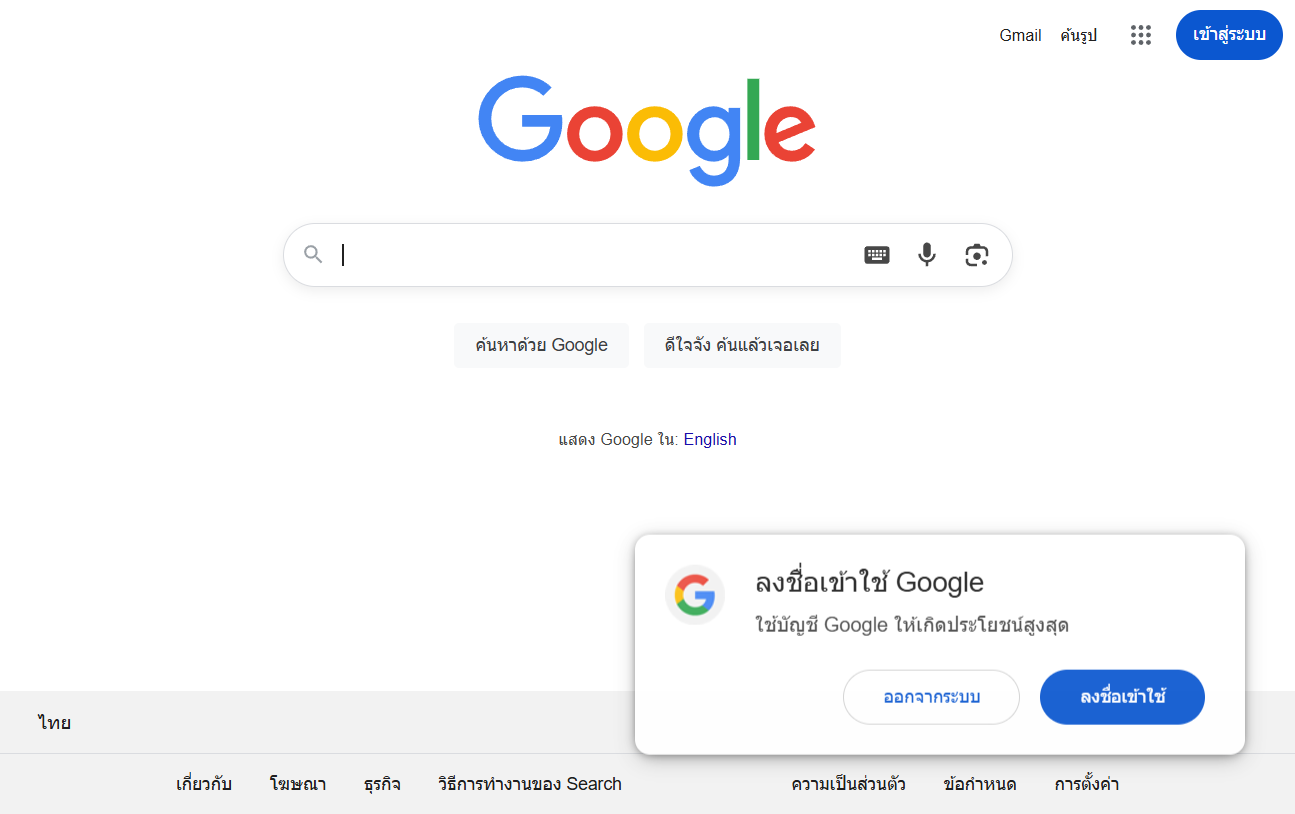 Gmail ค้นรูป เข้าสู่ระบบ
Google
ค้นหาด้วย Google ดีใจจัง ค้นแล้วเจอเลย
แสดง Google ใน: English
ลงชื่อเข้าใช้ Google
ใช้บัญชี Google ให้เกิดประโยชน์สูงสุด
ออกจากระบบ ลงชื่อเข้าใช้
ไทย
เกี่ยวกับ โฆษณา ธุรกิจ วิธีการทำงานของ Search ความเป็นส่วนตัว ข้อกำหนด การตั้งค่า